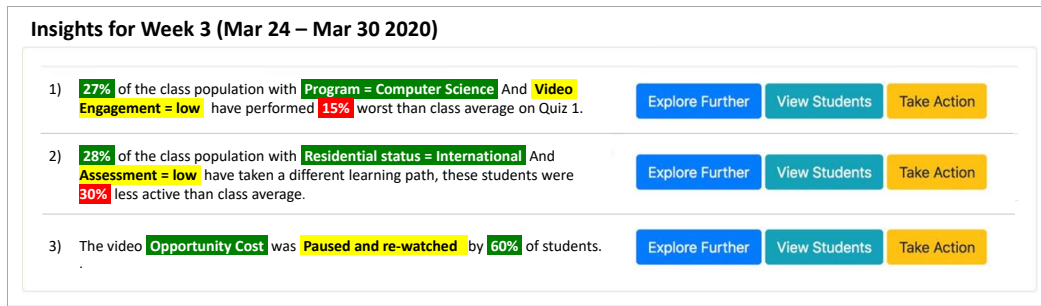 Insights for Week 3 (Mar 24 – Mar 30 2020)
1) 27% of the class population with Program = Computer Science And Video
Engagement = low have performed 15% worst than class average on Quiz 1.
Explore Further View Students Take Action
2) 28% of the class population with Residential status = International And
Assessment = low have taken a different learning path, these students were
30% less active than class average.
Explore Further View Students Take Action
3) The video Opportunity Cost was Paused and re-watched by 60% of students.
.
Explore Further View Students Take Action